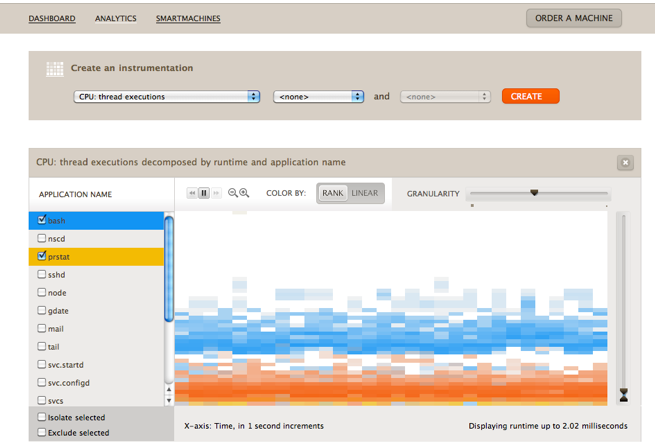 DASHBOARD ANALYTICS SMARTMACHINES ORDER A MACHINE
Create an instrumentation
CPU: thread executions <none> and <none> CREATE
CPU: thread executions decomposed by runtime and application name
APPLICATION NAME COLOR BY: RANK LINEAR GRANULARITY
bash
nscd
prstat
sshd
node
gdate
mail
tail
svc.startd
svc.configd
svcs
Isolate selected
Exclude selected
X-axis: Time, in 1 second increments Displaying runtime up to 2.02 milliseconds